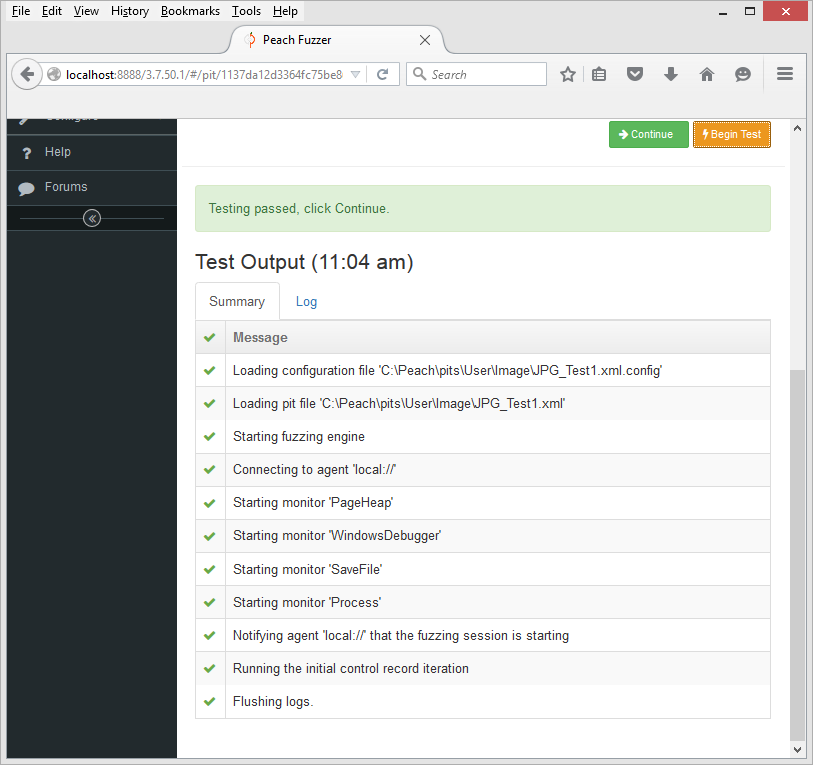 File Edit View History Bookmarks Tools Help
Peach Fuzzer
localhost:8888/3.7.50.1/#/pit/1137da12d3364fc75be8
Search
Configure
Continue
Begin Test
Help
Forums
Testing passed, click Continue.
Test Output (11:04 am)
Summary
Log
Message
Loading configuration file 'C:\Peach\pits\User\Image\JPG_Test1.xml.config'
Loading pit file 'C:\Peach\pits\User\Image\JPG_Test1.xml'
Starting fuzzing engine
Connecting to agent 'local://'
Starting monitor 'PageHeap'
Starting monitor 'WindowsDebugger'
Starting monitor 'SaveFile'
Starting monitor 'Process'
Notifying agent 'local://' that the fuzzing session is starting
Running the initial control record iteration
Flushing logs.